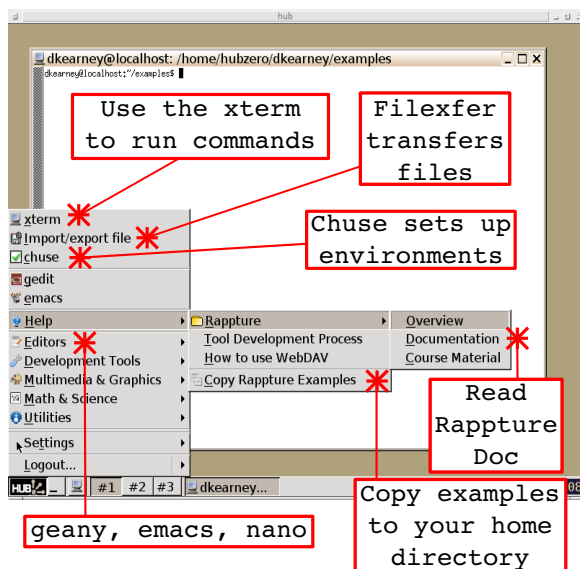 hub
dkearney@localhost: /home/hubzero/dkearney/examples
dkearney@localhost:~/examples$
Use the xterm
to run commands
Filexfer
transfers
files
xterm
Import/export file
chuse
Chuse sets up
environments
gedit
emacs
Help
Rappture
Overview
Editors
Tool Development Process
Documentation
Development Tools
How to use WebDAV
Course Material
Multimedia & Graphics
Copy Rappture Examples
Math & Science
Utilities
Read
Rappture
Doc
Settings
Logout...
HUB
#1 #2 #3
dkearney...
08
Copy examples
to your home
directory
geany, emacs, nano